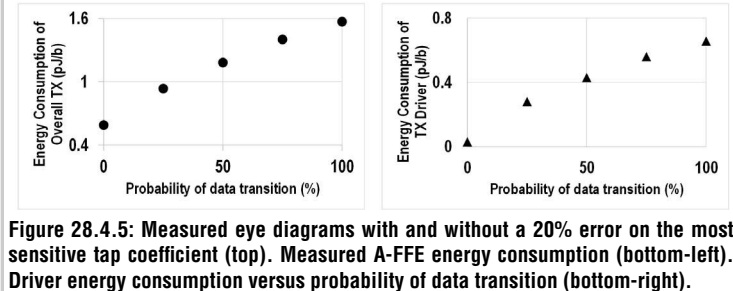 Energy Consumption of
Overall TX (pJ/b)
1.6
1
0.4
0
50
100
Probability of data transition (%)
Energy Consumption of
TX Driver (pJ/b)
0.8
0.4
0
0
50
100
Probability of data transition (%)
Figure 28.4.5: Measured eye diagrams with and without a 20% error on the most
sensitive tap coefficient (top). Measured A-FFE energy consumption (bottom-left).
Driver energy consumption versus probability of data transition (bottom-right).